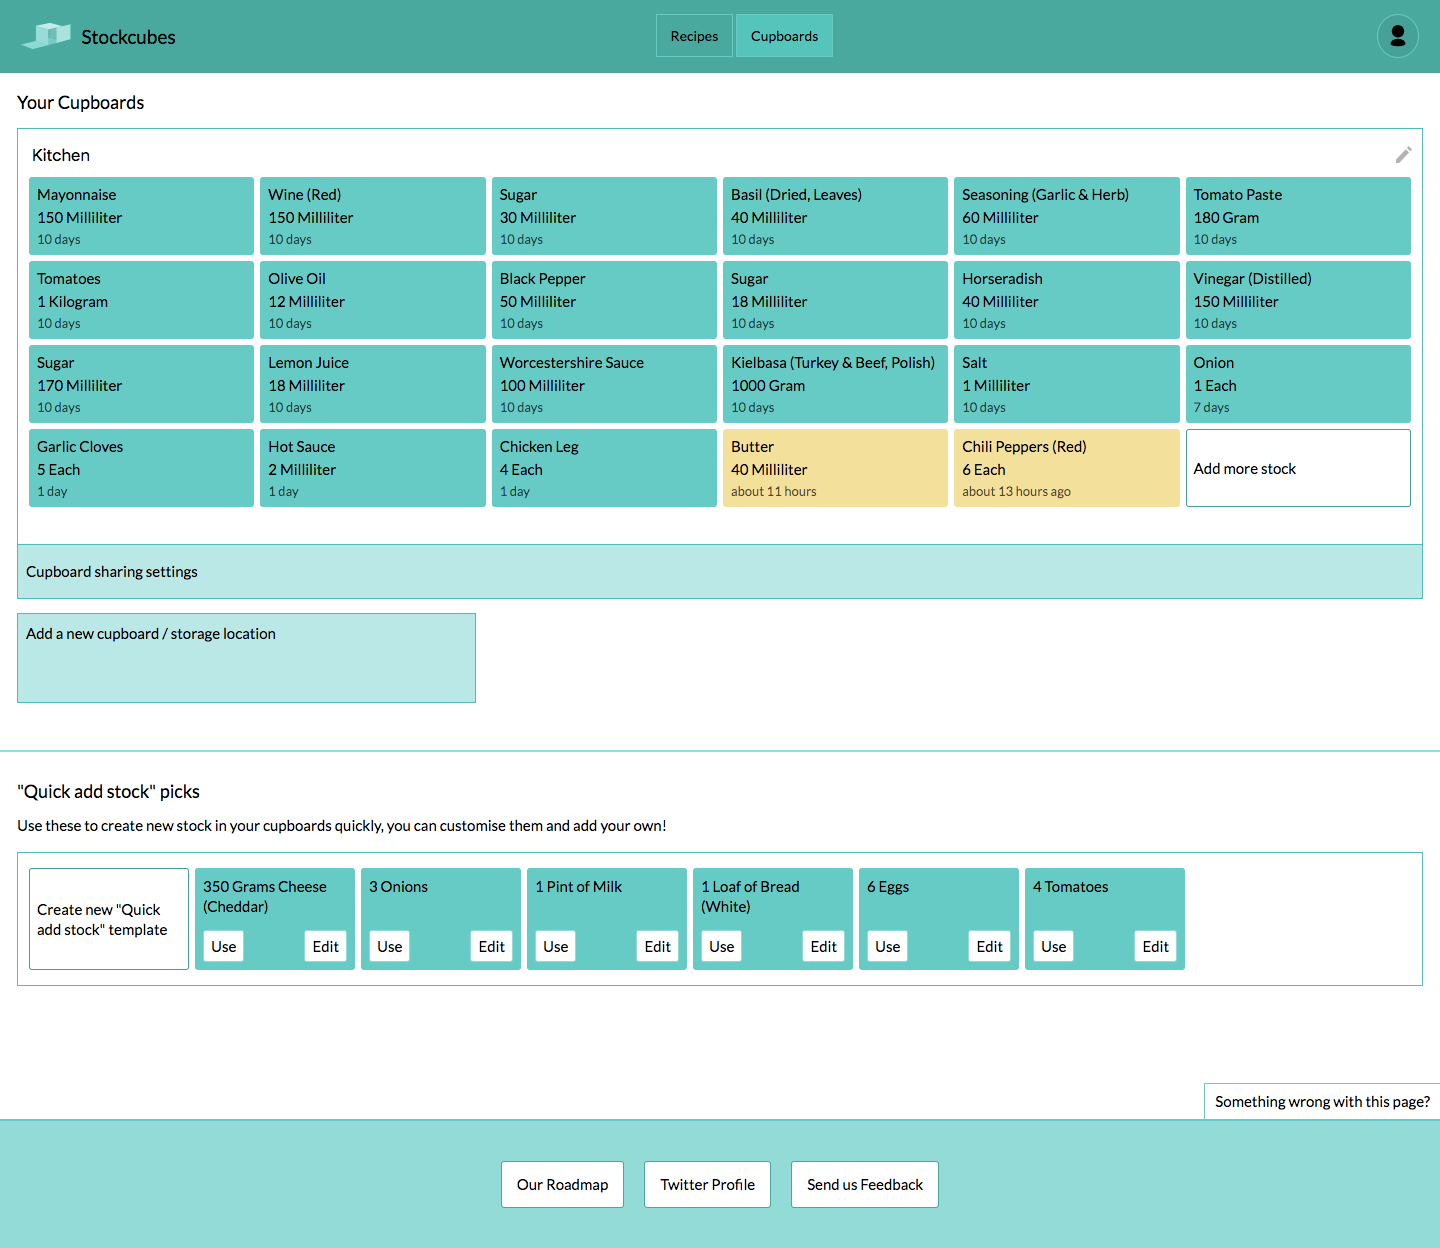 Stockcubes
Recipes
Cupboards
Your Cupboards
Kitchen
Mayonnaise
150 Milliliter
10 days
Wine (Red)
150 Milliliter
10 days
Sugar
30 Milliliter
10 days
Basil (Dried, Leaves)
40 Milliliter
10 days
Seasoning (Garlic & Herb)
60 Milliliter
10 days
Tomato Paste
180 Gram
10 days
Tomatoes
1 Kilogram
10 days
Olive Oil
12 Milliliter
10 days
Black Pepper
50 Milliliter
10 days
Sugar
18 Milliliter
10 days
Horseradish
40 Milliliter
10 days
Vinegar (Distilled)
150 Milliliter
10 days
Sugar
170 Milliliter
10 days
Lemon Juice
18 Milliliter
10 days
Worcestershire Sauce
100 Milliliter
10 days
Kielbasa (Turkey & Beef, Polish)
1000 Gram
10 days
Salt
1 Milliliter
10 days
Onion
1 Each
7 days
Garlic Cloves
5 Each
1 day
Hot Sauce
2 Milliliter
1 day
Chicken Leg
4 Each
1 day
Butter
40 Milliliter
about 11 hours
Chili Peppers (Red)
6 Each
about 13 hours ago
Add more stock
Cupboard sharing settings
Add a new cupboard / storage location
"Quick add stock" picks
Use these to create new stock in your cupboards quickly, you can customise them and add your own!
Create new "Quick
add stock" template
350 Grams Cheese
(Cheddar)
Use
Edit
3 Onions
Use
Edit
1 Pint of Milk
Use
Edit
1 Loaf of Bread
(White)
Use
Edit
6 Eggs
Use
Edit
4 Tomatoes
Use
Edit
Something wrong with this page?
Our Roadmap
Twitter Profile
Send us Feedback